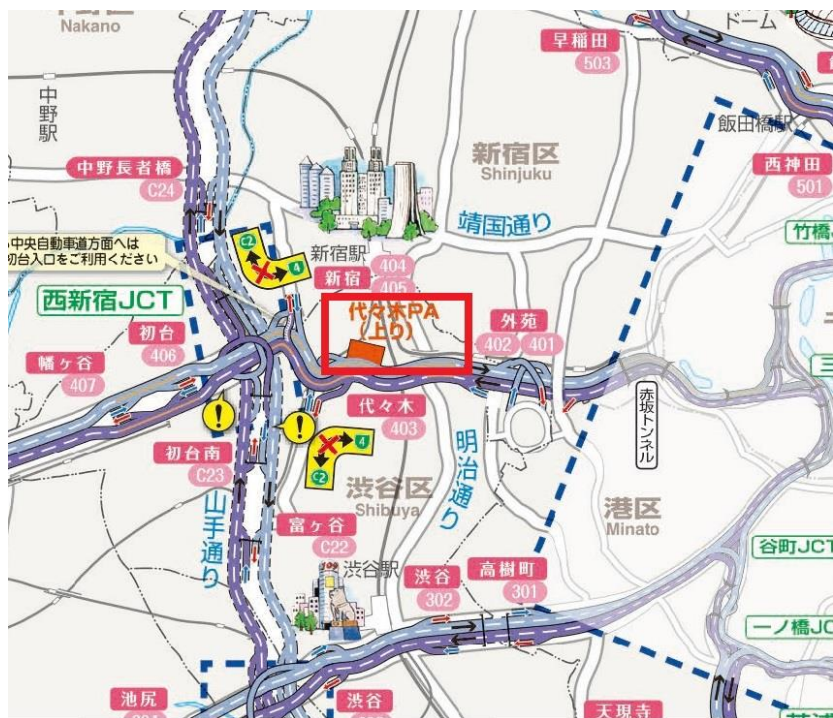 Nakano
ドーム
早稲田
503
中野駅
飯田橋駅
新宿区
Shinjuku
西神田
501
中野長者橋
C24
靖国通り
竹橋J
中央自動車道方面へは
初台入口をご利用ください
C2
4
新宿駅
新宿
404
405
西新宿JCT
代々木PA
(上り)
外苑
402
401
初台
406
幡ヶ谷
407
代々木
403
赤坂トンネル
!
!
初台南
C23
4
C2
明治通り
渋谷区
Shibuya
港区
Minato
山手通り
富ヶ谷
C22
109
渋谷駅
渋谷
302
高樹町
301
谷町JCT
一ノ橋JC
池尻
渋谷
天現寺